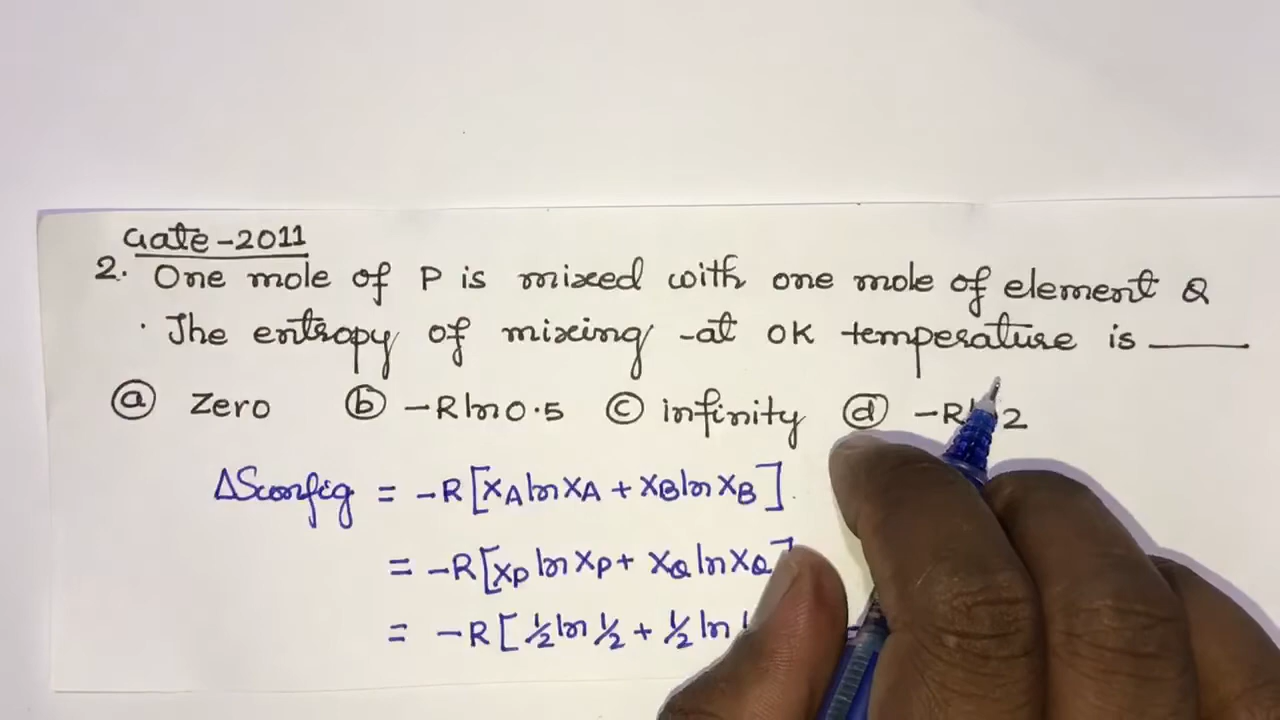 Gate-2011
2. One mole of P is mixed with one mole of element Q
. The entropy of mixing -at 0K temperature is ____
ⓐ Zero ⓑ -Rln0.5 ⓒ infinity ⓓ -R 2
ΔSconfig = -R[XA ln XA + XB ln XB].
= -R[XP ln XP + XQ ln XQ]
= -R[½ ln ½ + ½ ln